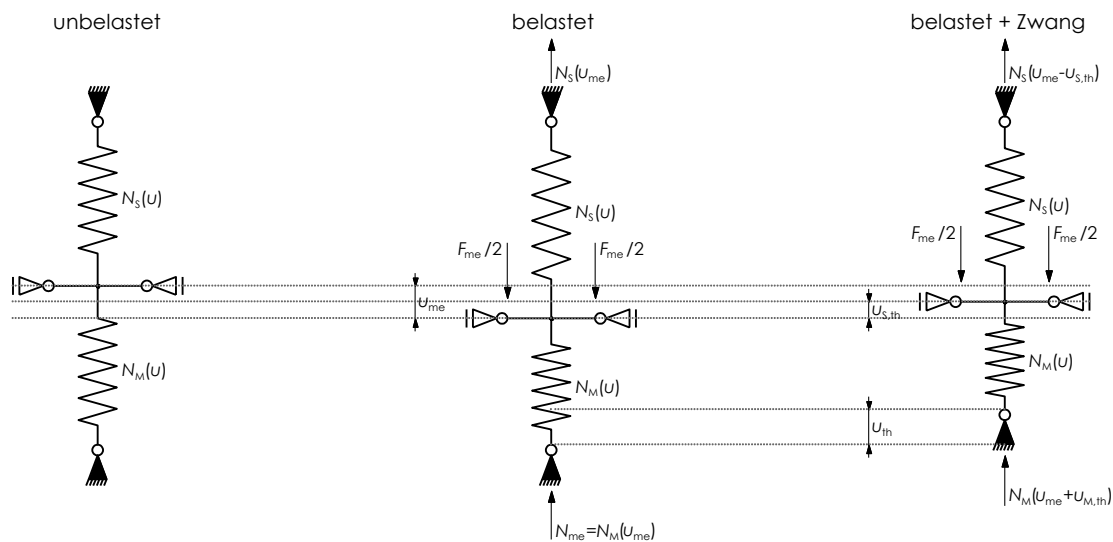 unbelastet
belastet
belastet + Zwang
N_S(u_me)
N_S(u_me-u_S,th)
N_S(u)
N_S(u)
N_S(u)
F_me/2
F_me/2
F_me/2
F_me/2
u_me
u_S,th
N_M(u)
N_M(u)
N_M(u)
u_th
N_M(u_me+u_M,th)
N_me=N_M(u_me)